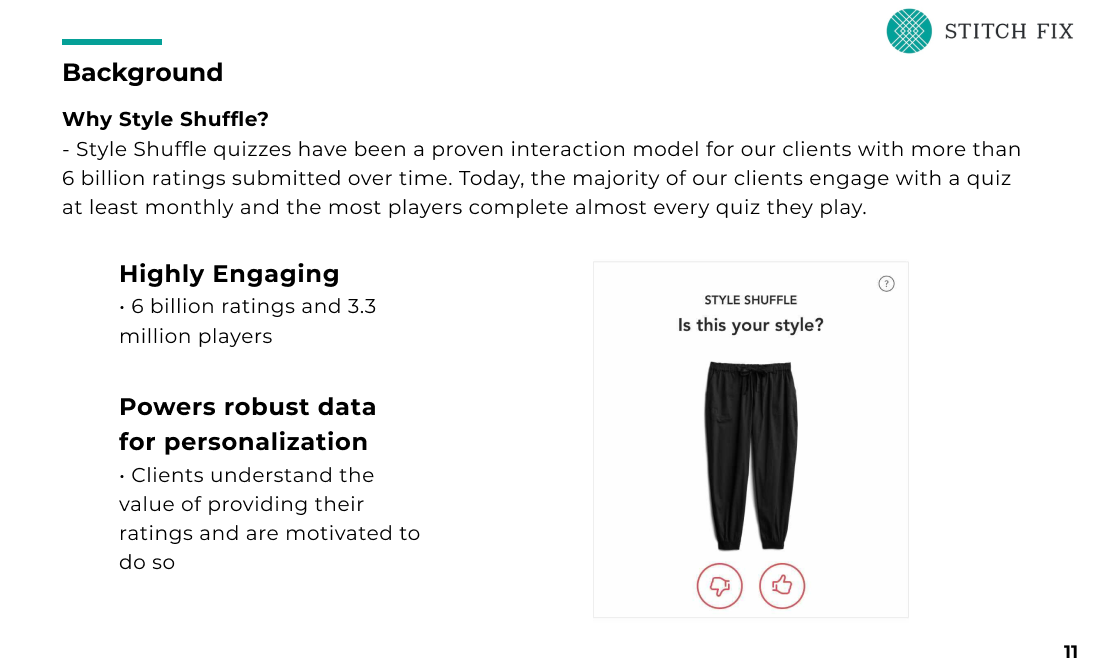 STITCH FIX
Background
Why Style Shuffle?
- Style Shuffle quizzes have been a proven interaction model for our clients with more than
6 billion ratings submitted over time. Today, the majority of our clients engage with a quiz
at least monthly and the most players complete almost every quiz they play.
Highly Engaging
• 6 billion ratings and 3.3
million players
Powers robust data
for personalization
• Clients understand the
value of providing their
ratings and are motivated to
do so
?
STYLE SHUFFLE
Is this your style?
11